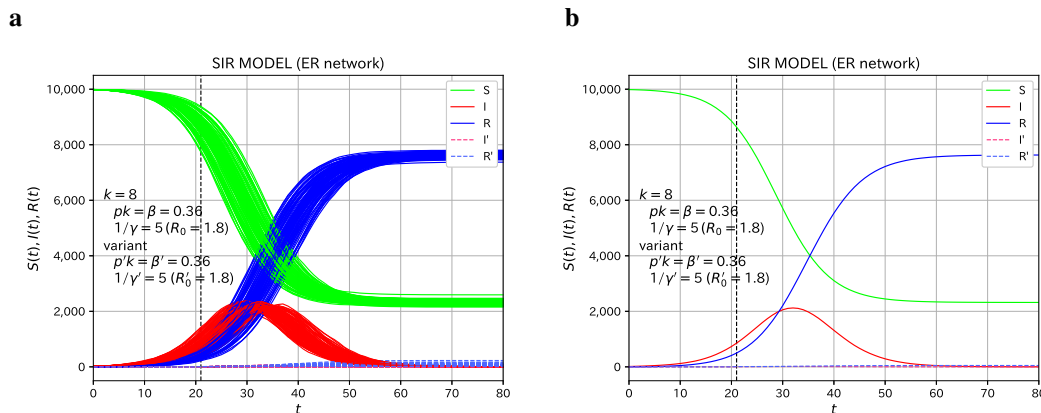 a
SIR MODEL (ER network)
S(t), I(t), R(t)
10,000
8,000
6,000
4,000
2,000
0
k = 8
pk = β = 0.36
1/γ = 5 (R₀ = 1.8)
variant
p′k = β′ = 0.36
1/γ′ = 5 (R′₀ = 1.8)
S
I
R
I'
R'
0 10 20 30 40 50 60 70 80
t
b
SIR MODEL (ER network)
S(t), I(t), R(t)
10,000
8,000
6,000
4,000
2,000
0
k = 8
pk = β = 0.36
1/γ = 5 (R₀ = 1.8)
variant
p′k = β′ = 0.36
1/γ′ = 5 (R′₀ = 1.8)
S
I
R
I'
R'
0 10 20 30 40 50 60 70 80
t